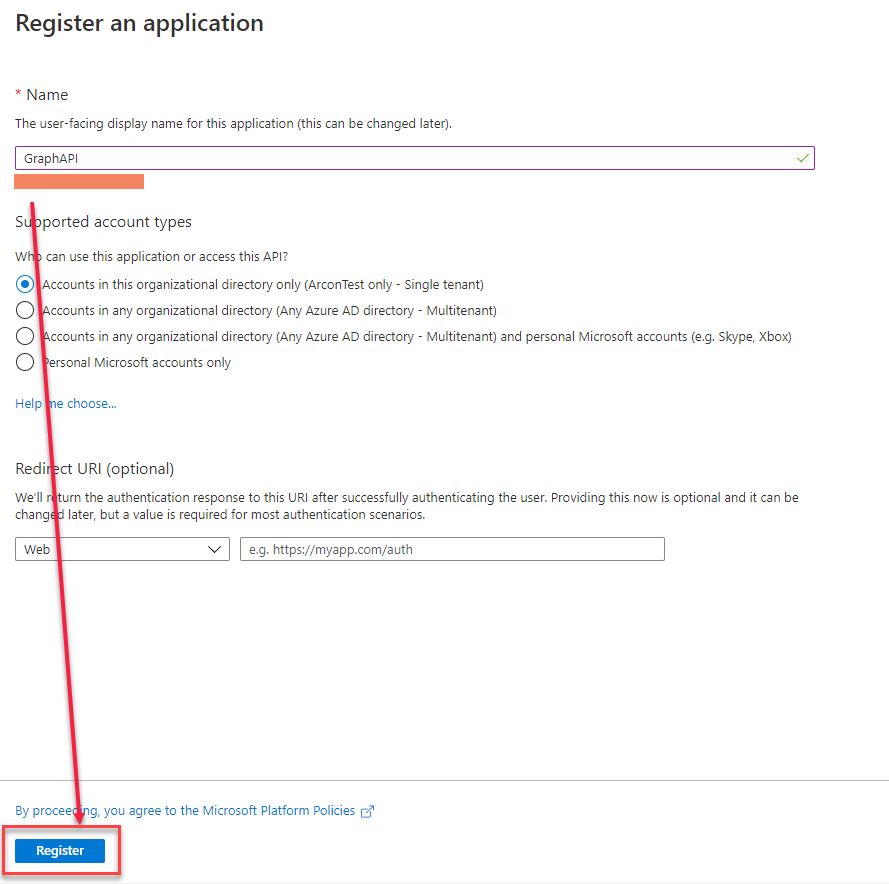 Register an application
* Name
The user-facing display name for this application (this can be changed later).
GraphAPI
Supported account types
Who can use this application or access this API?
Accounts in this organizational directory only (ArconTest only - Single tenant)
Accounts in any organizational directory (Any Azure AD directory - Multitenant)
Accounts in any organizational directory (Any Azure AD directory - Multitenant) and personal Microsoft accounts (e.g. Skype, Xbox)
Personal Microsoft accounts only
Help me choose...
Redirect URI (optional)
We'll return the authentication response to this URI after successfully authenticating the user. Providing this now is optional and it can be
changed later, but a value is required for most authentication scenarios.
Web
e.g. https://myapp.com/auth
By proceeding, you agree to the Microsoft Platform Policies
Register